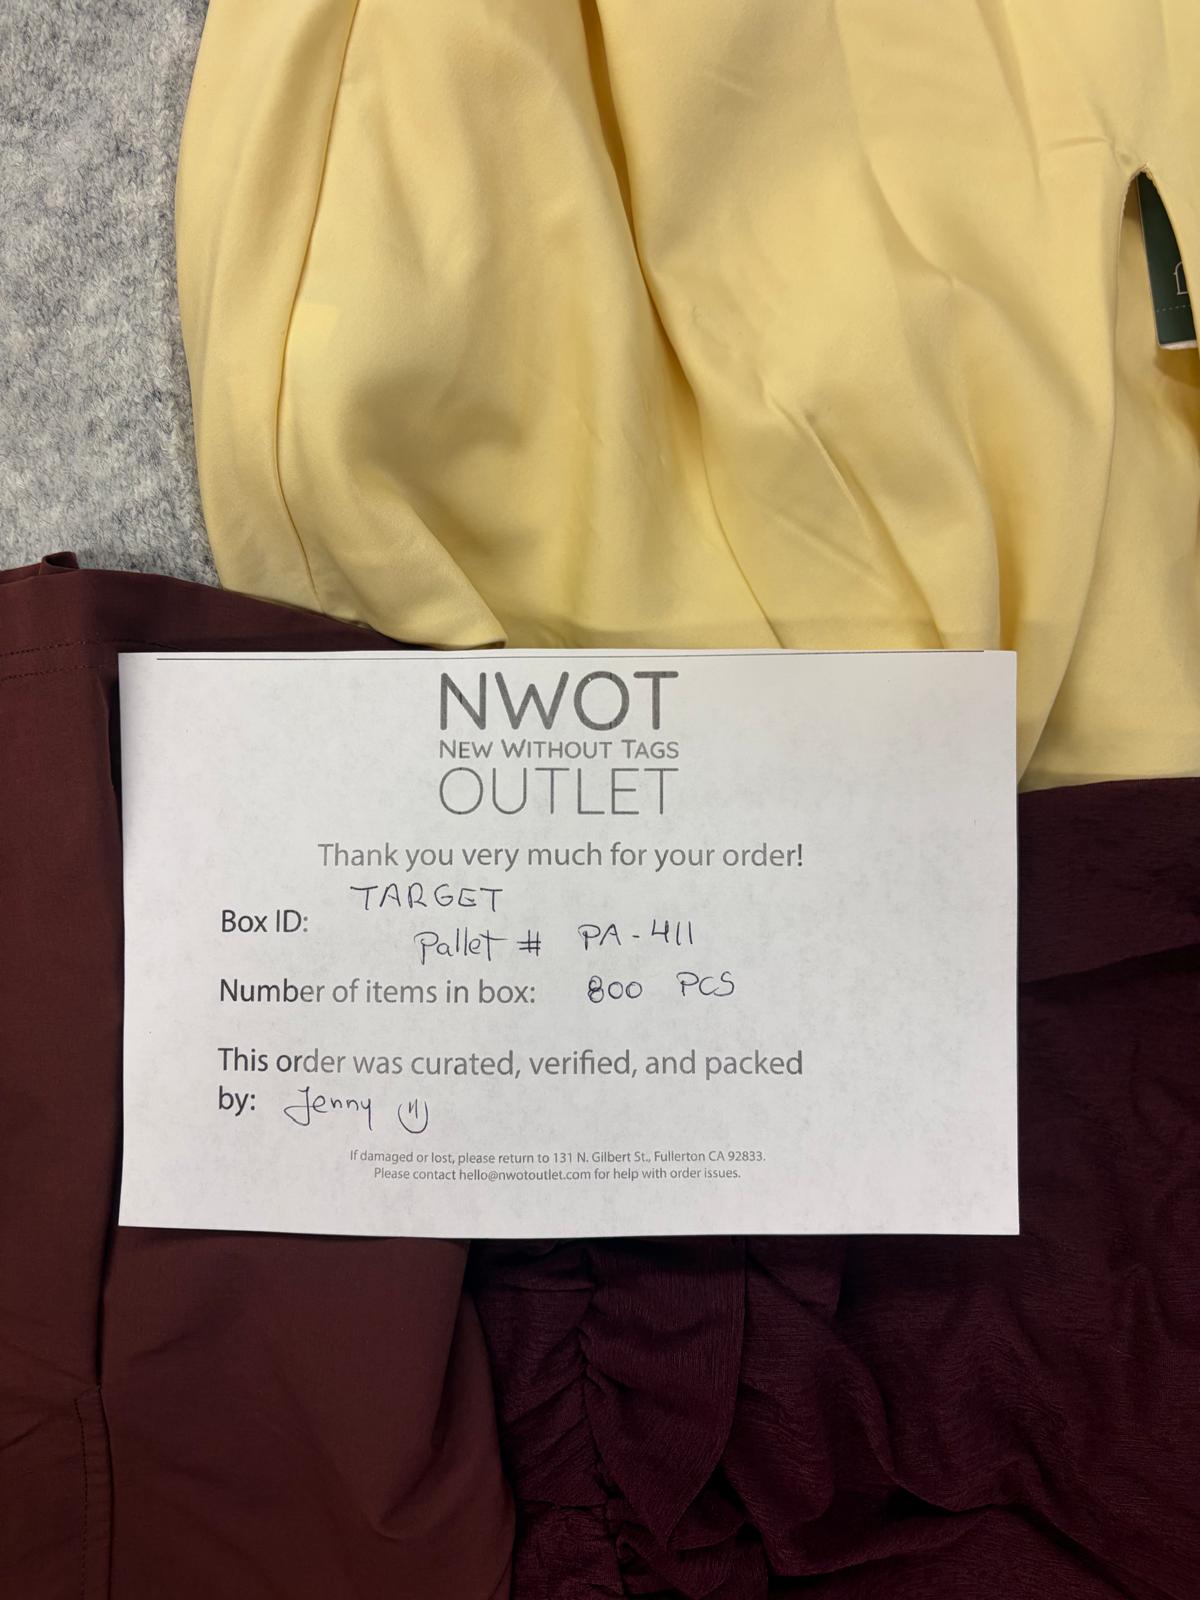 NWOT
NEW WITHOUT TAGS
OUTLET
Thank you very much for your order!
TARGET
Box ID:
Pallet # PA-411
Number of items in box: 800 PCS
This order was curated, verified, and packed
by: Jenny
If damaged or lost, please return to 131 N. Gilbert St., Fullerton CA 92833.
Please contact hello@nwotoutlet.com for help with order issues.